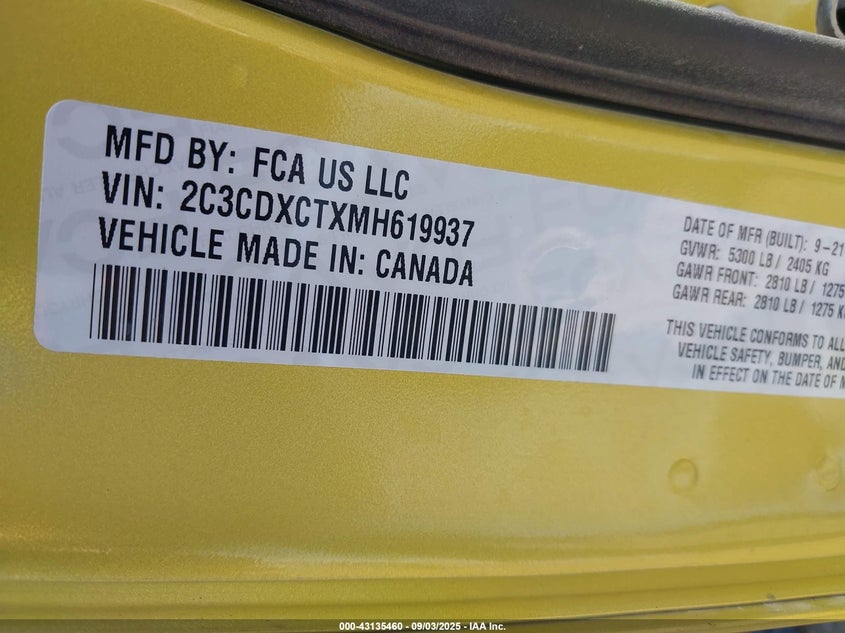 MFD BY: FCA US LLC
VIN: 2C3CDXCTXMH619937
VEHICLE MADE IN: CANADA
DATE OF MFR (BUILT): 9-21
GVWR: 5300 LB / 2405 KG
GAWR FRONT: 2810 LB / 1275
GAWR REAR: 2810 LB / 1275 K
THIS VEHICLE CONFORMS TO ALL
VEHICLE SAFETY, BUMPER, AND
IN EFFECT ON THE DATE OF M
000-43135460 - 09/03/2025 - IAA Inc.